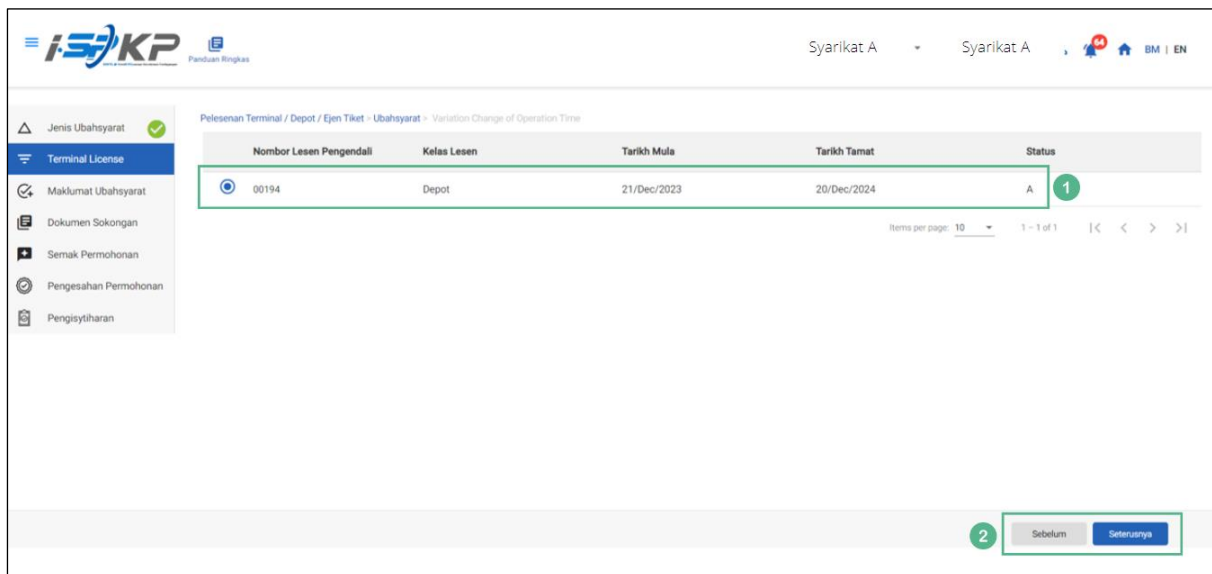 i-SPKP
Panduan Ringkas
Syarikat A
Syarikat A
64
BM | EN
Jenis Ubahsyarat
Terminal License
Maklumat Ubahsyarat
Dokumen Sokongan
Semak Permohonan
Pengesahan Permohonan
Pengisytiharan
Pelesenan Terminal / Depot / Ejen Tiket > Ubahsyarat > Variation Change of Operation Time
Nombor Lesen Pengendali Kelas Lesen Tarikh Mula Tarikh Tamat Status
00194 Depot 21/Dec/2023 20/Dec/2024 A 1
Items per page: 10 1 – 1 of 1 |< < > >|
2 Sebelum Seterusnya